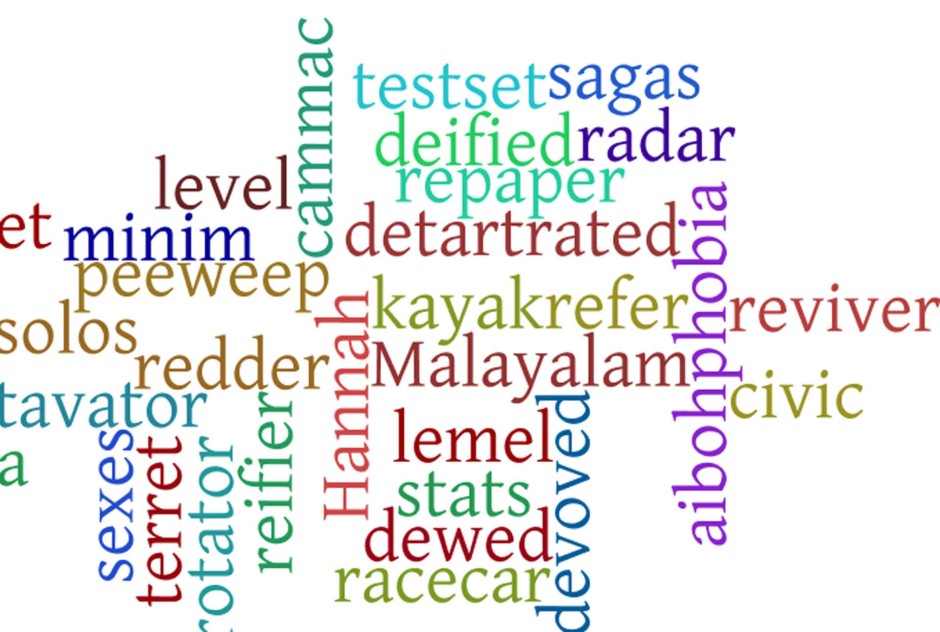 cammac
testset
sagas
deified
radar
repaper
level
et
minim
detartrated
peeweep
aibohphobia
kayak
refer
reviver
solos
Hannah
redder
Malayalam
civic
tavator
lemel
a
sexes
terret
rotator
reifier
stats
devoved
dewed
racecar